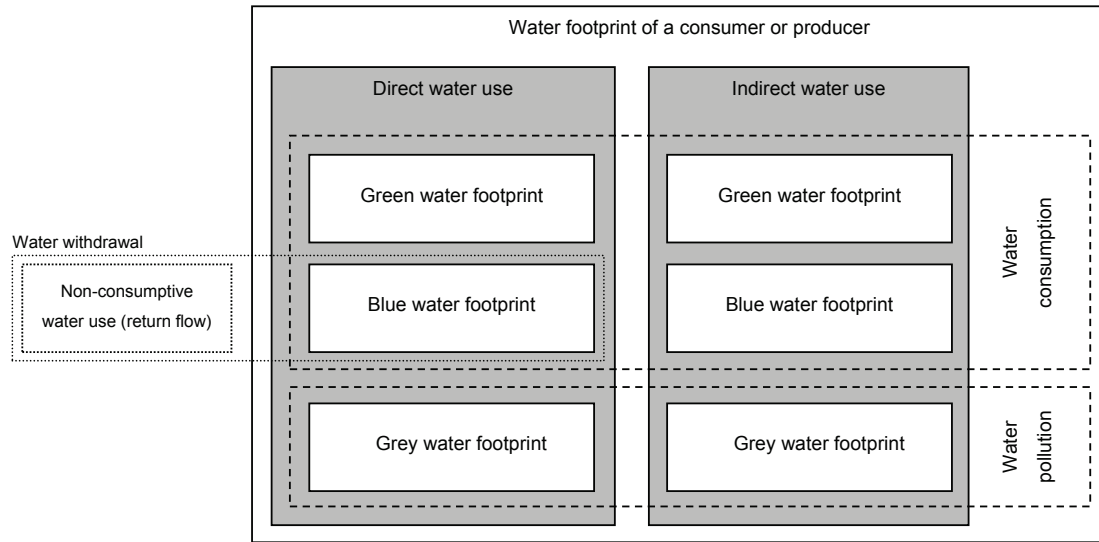 Water footprint of a consumer or producer
Direct water use
Indirect water use
Green water footprint
Green water footprint
Water
consumption
Water withdrawal
Non-consumptive
water use (return flow)
Blue water footprint
Blue water footprint
Grey water footprint
Grey water footprint
Water
pollution